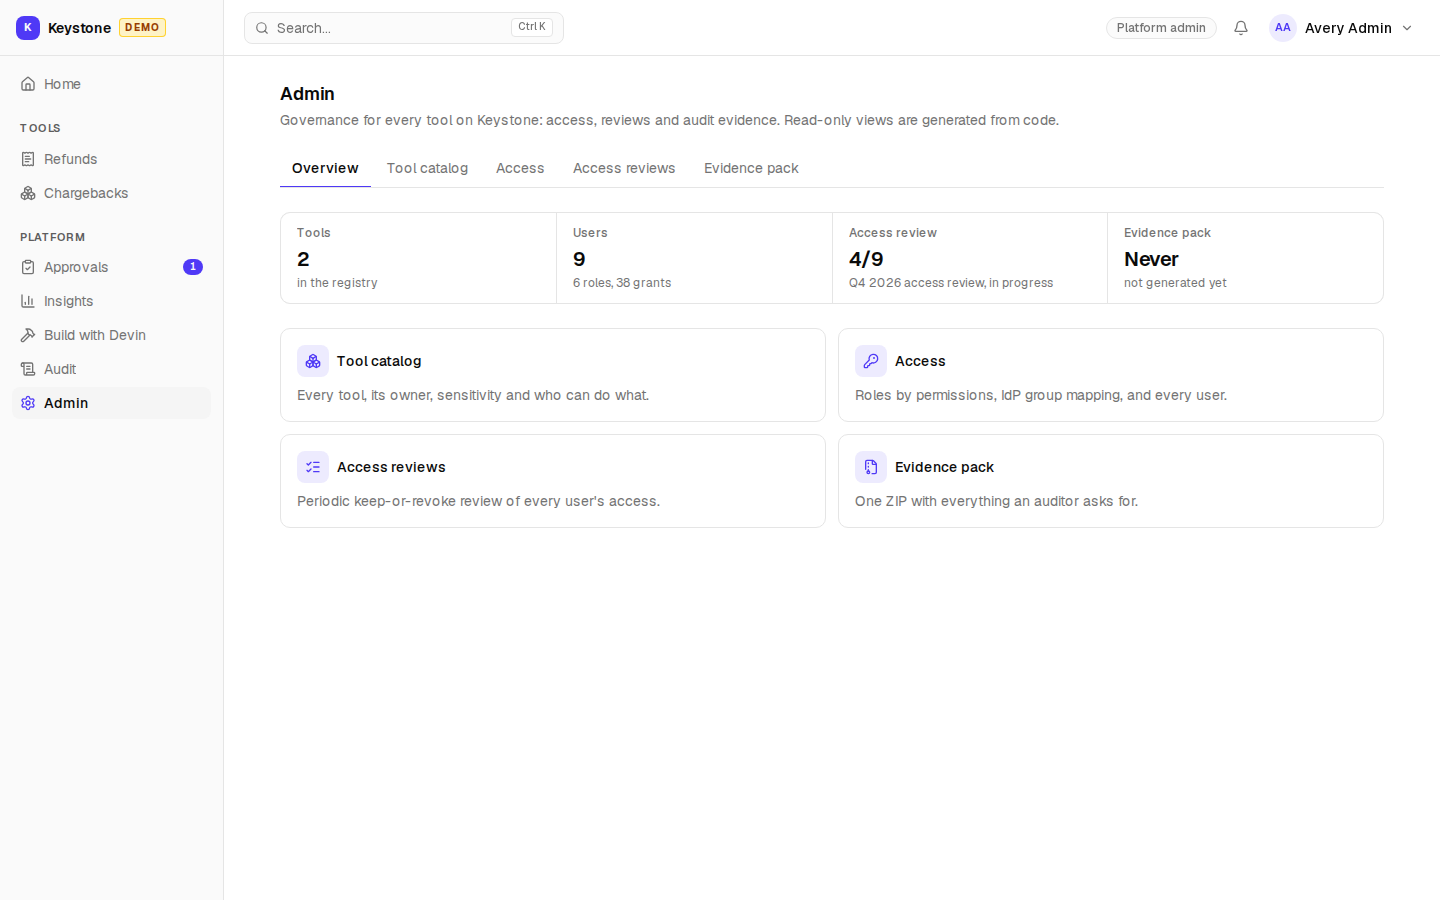 K Keystone DEMO
Search... Ctrl K
Platform admin
AA Avery Admin
Home
TOOLS
Refunds
Chargebacks
PLATFORM
Approvals 1
Insights
Build with Devin
Audit
Admin
Admin
Governance for every tool on Keystone: access, reviews and audit evidence. Read-only views are generated from code.
Overview Tool catalog Access Access reviews Evidence pack
Tools
2
in the registry
Users
9
6 roles, 38 grants
Access review
4/9
Q4 2026 access review, in progress
Evidence pack
Never
not generated yet
Tool catalog
Every tool, its owner, sensitivity and who can do what.
Access
Roles by permissions, IdP group mapping, and every user.
Access reviews
Periodic keep-or-revoke review of every user's access.
Evidence pack
One ZIP with everything an auditor asks for.